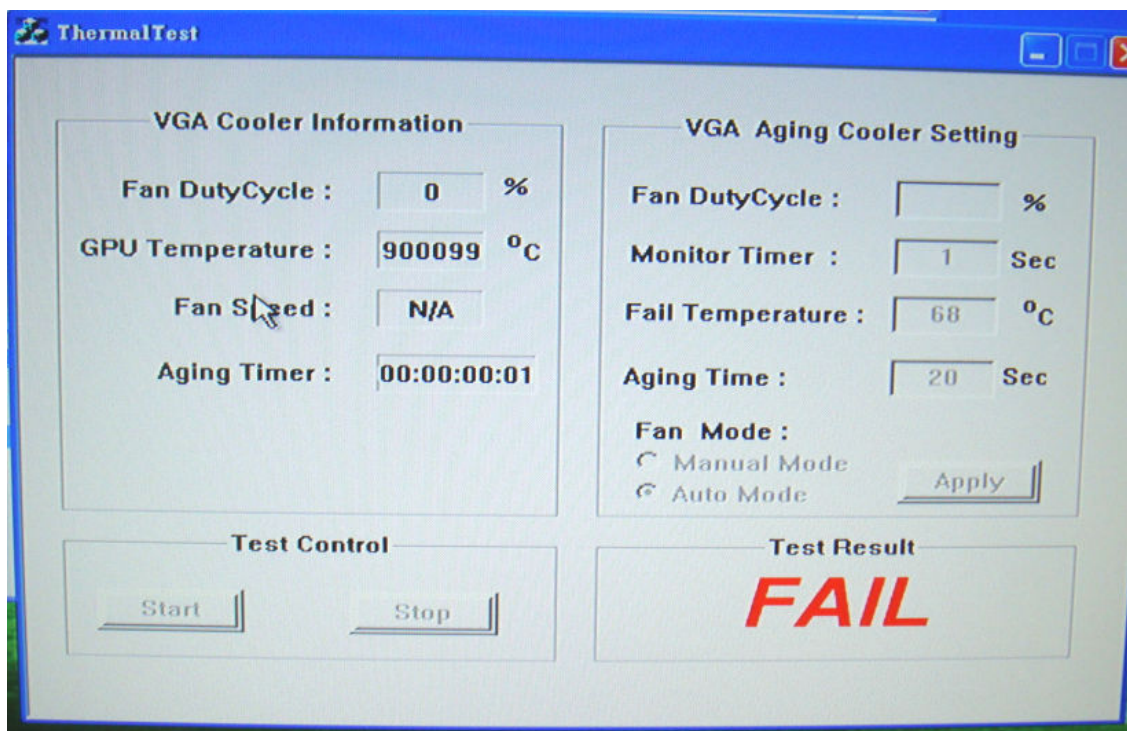 ThermalTest
VGA Cooler Information
Fan DutyCycle : 0 %
GPU Temperature : 900099 °C
Fan Speed : N/A
Aging Timer : 00:00:00:01
VGA Aging Cooler Setting
Fan DutyCycle : %
Monitor Timer : 1 Sec
Fail Temperature : 68 °C
Aging Time : 20 Sec
Fan Mode :
Manual Mode
Auto Mode
Apply
Test Control
Start Stop
Test Result
FAIL